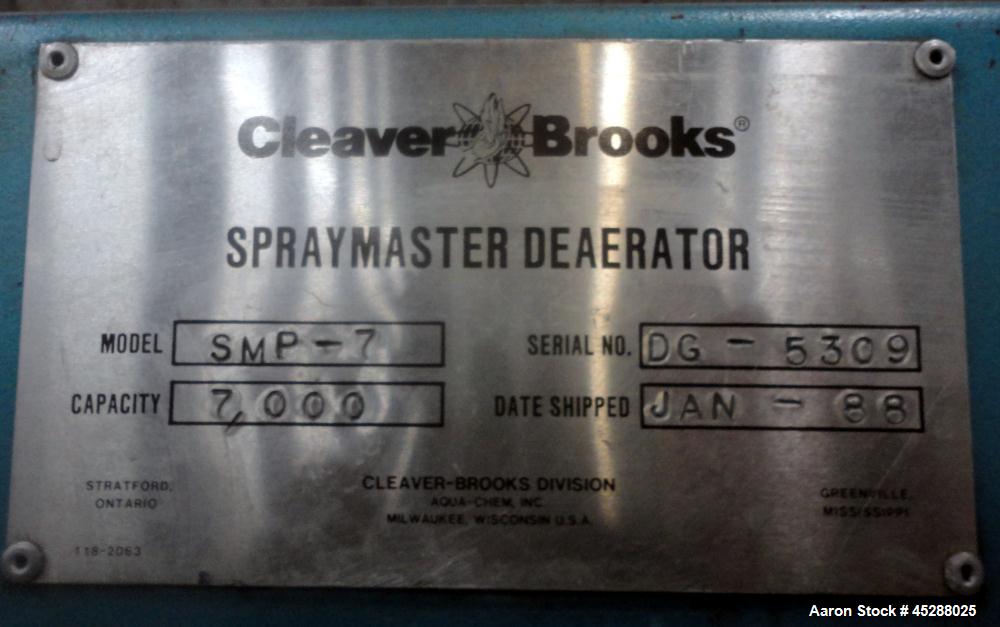 Cleaver Brooks®
SPRAYMASTER DEAERATOR
MODEL SMP-7
SERIAL NO. DG - 5309
CAPACITY 7,000
DATE SHIPPED JAN - 88
STRATFORD,
ONTARIO
CLEAVER-BROOKS DIVISION
AQUA-CHEM, INC.
MILWAUKEE, WISCONSIN U.S.A.
GREENVILLE,
MISSISSIPPI
118-2063
Aaron Stock # 45288025